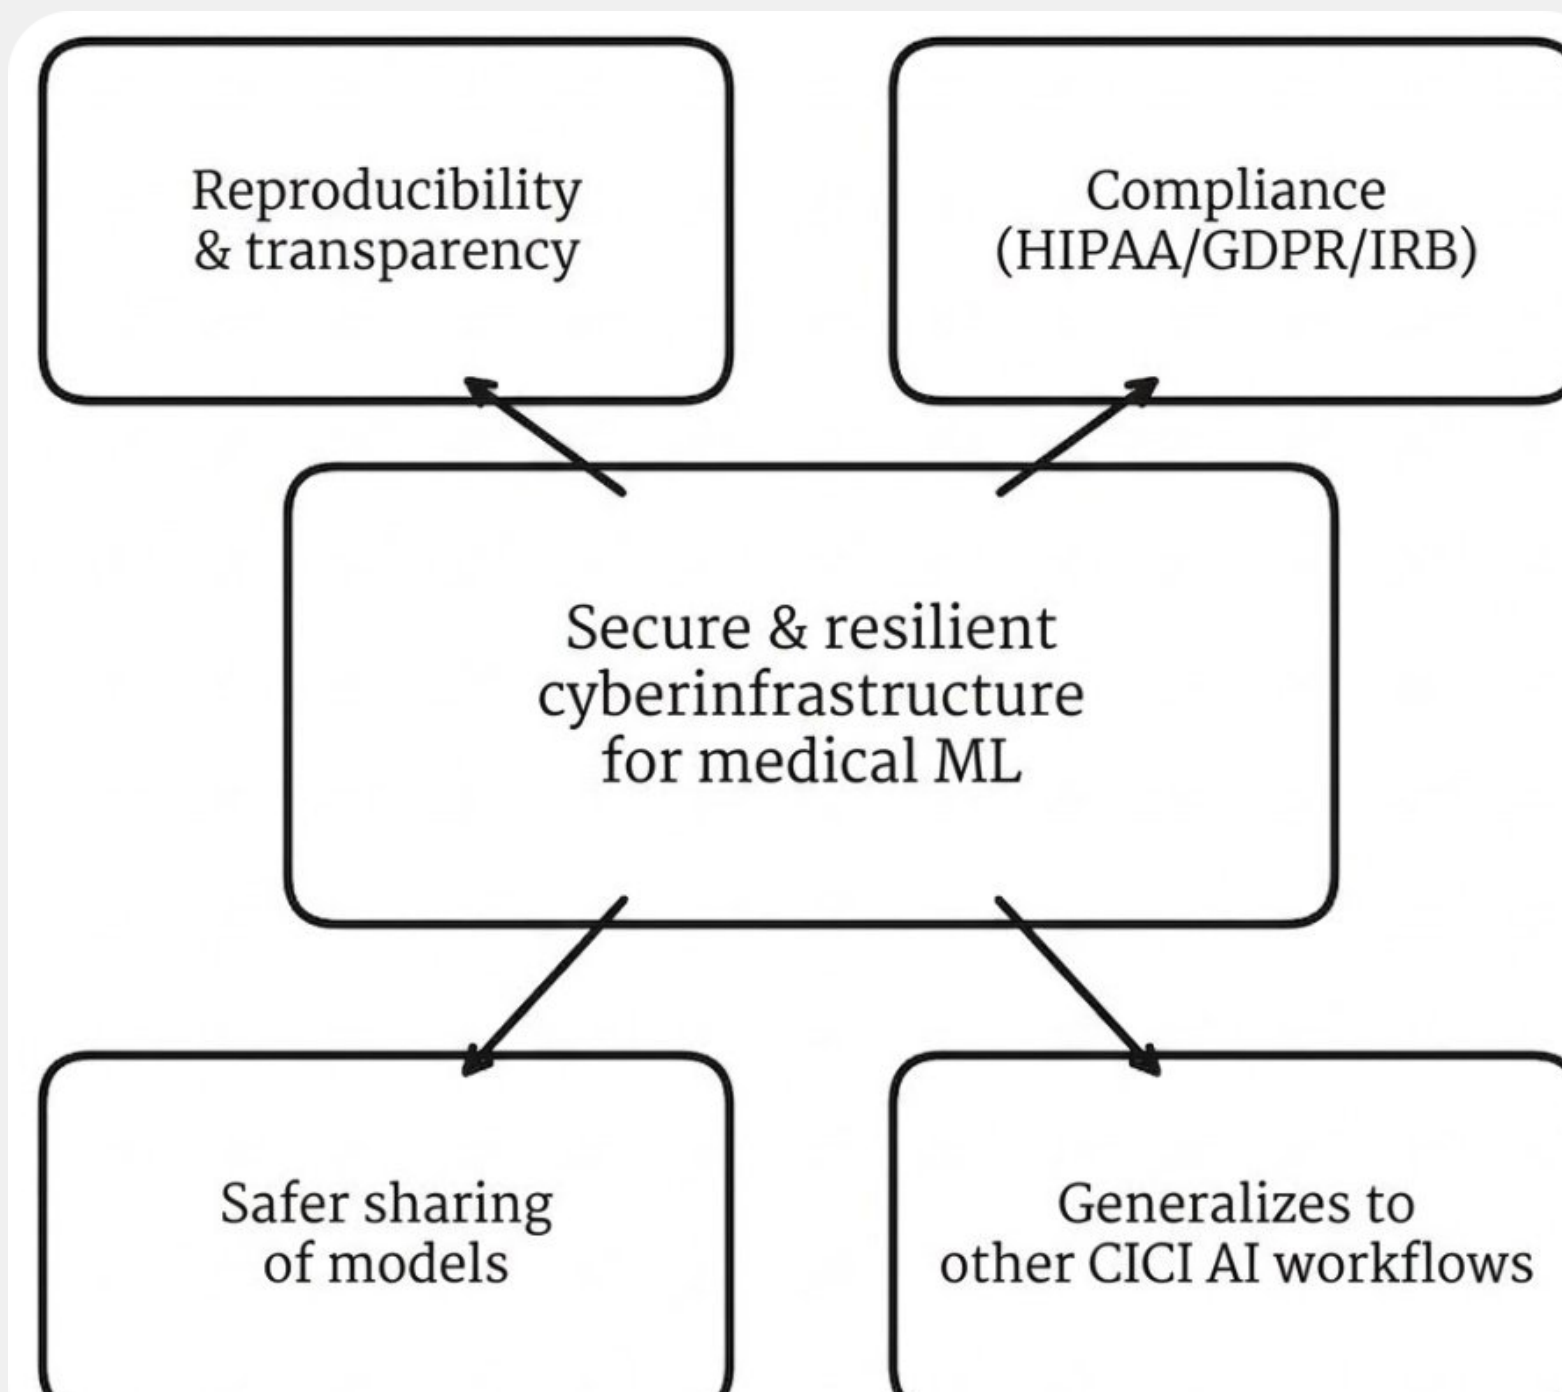 Reproducibility
& transparency
Compliance
(HIPAA/GDPR/IRB)
Secure & resilient
cyberinfrastructure
for medical ML
Safer sharing
of models
Generalizes to
other CICI AI workflows